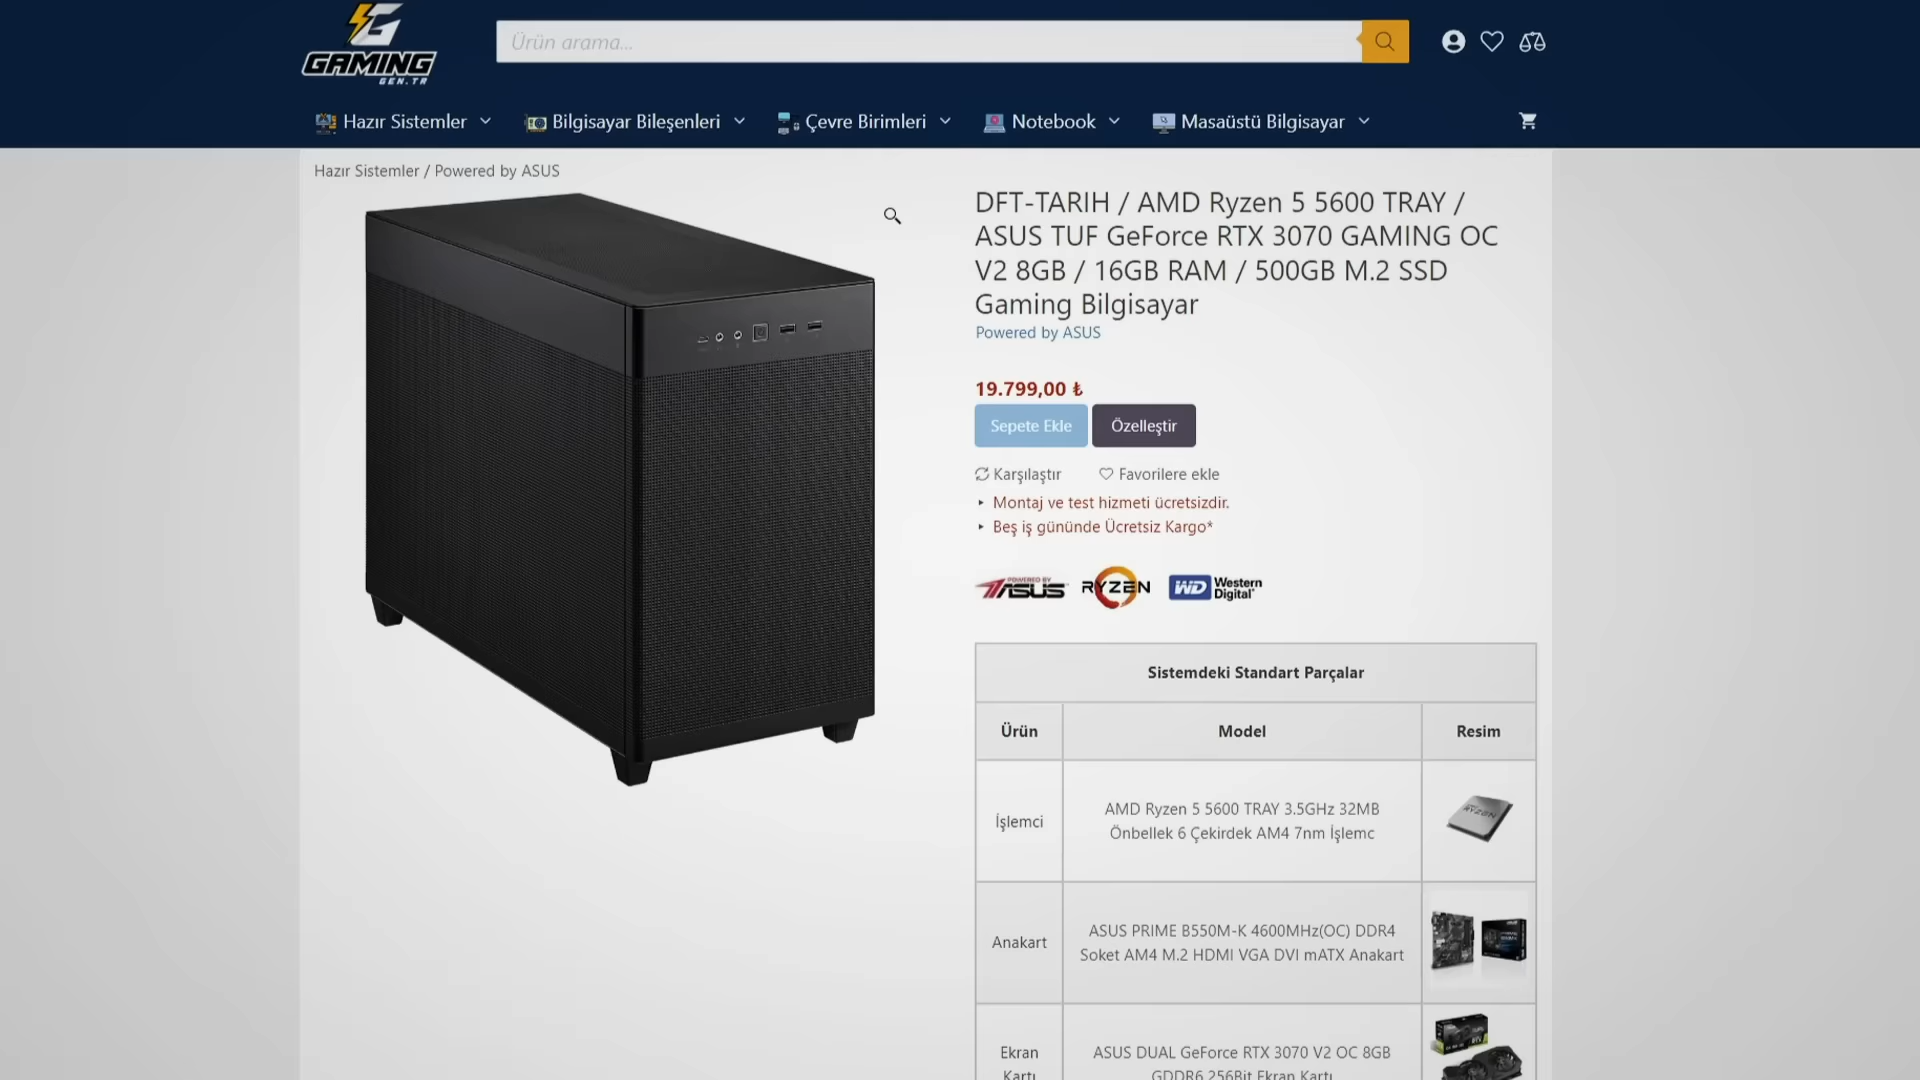 GAMING
GEN.TR
Ürün arama...
Hazır Sistemler
Bilgisayar Bileşenleri
Çevre Birimleri
Notebook
Masaüstü Bilgisayar
Hazır Sistemler / Powered by ASUS
DFT-TARIH / AMD Ryzen 5 5600 TRAY /
ASUS TUF GeForce RTX 3070 GAMING OC
V2 8GB / 16GB RAM / 500GB M.2 SSD
Gaming Bilgisayar
Powered by ASUS
19.799,00 ₺
Sepete Ekle
Özelleştir
Karşılaştır
Favorilere ekle
Montaj ve test hizmeti ücretsizdir.
Beş iş gününde Ücretsiz Kargo*
POWERED BY
ASUS
RYZEN
WD Western
Digital
Sistemdeki Standart Parçalar
Ürün Model Resim
İşlemci
AMD Ryzen 5 5600 TRAY 3.5GHz 32MB
Önbellek 6 Çekirdek AM4 7nm İşlemc
RYZEN
Anakart
ASUS PRIME B550M-K 4600MHz(OC) DDR4
Soket AM4 M.2 HDMI VGA DVI mATX Anakart
Ekran
Kartı
ASUS DUAL GeForce RTX 3070 V2 OC 8GB
GDDR6 256Bit Ekran Kartı